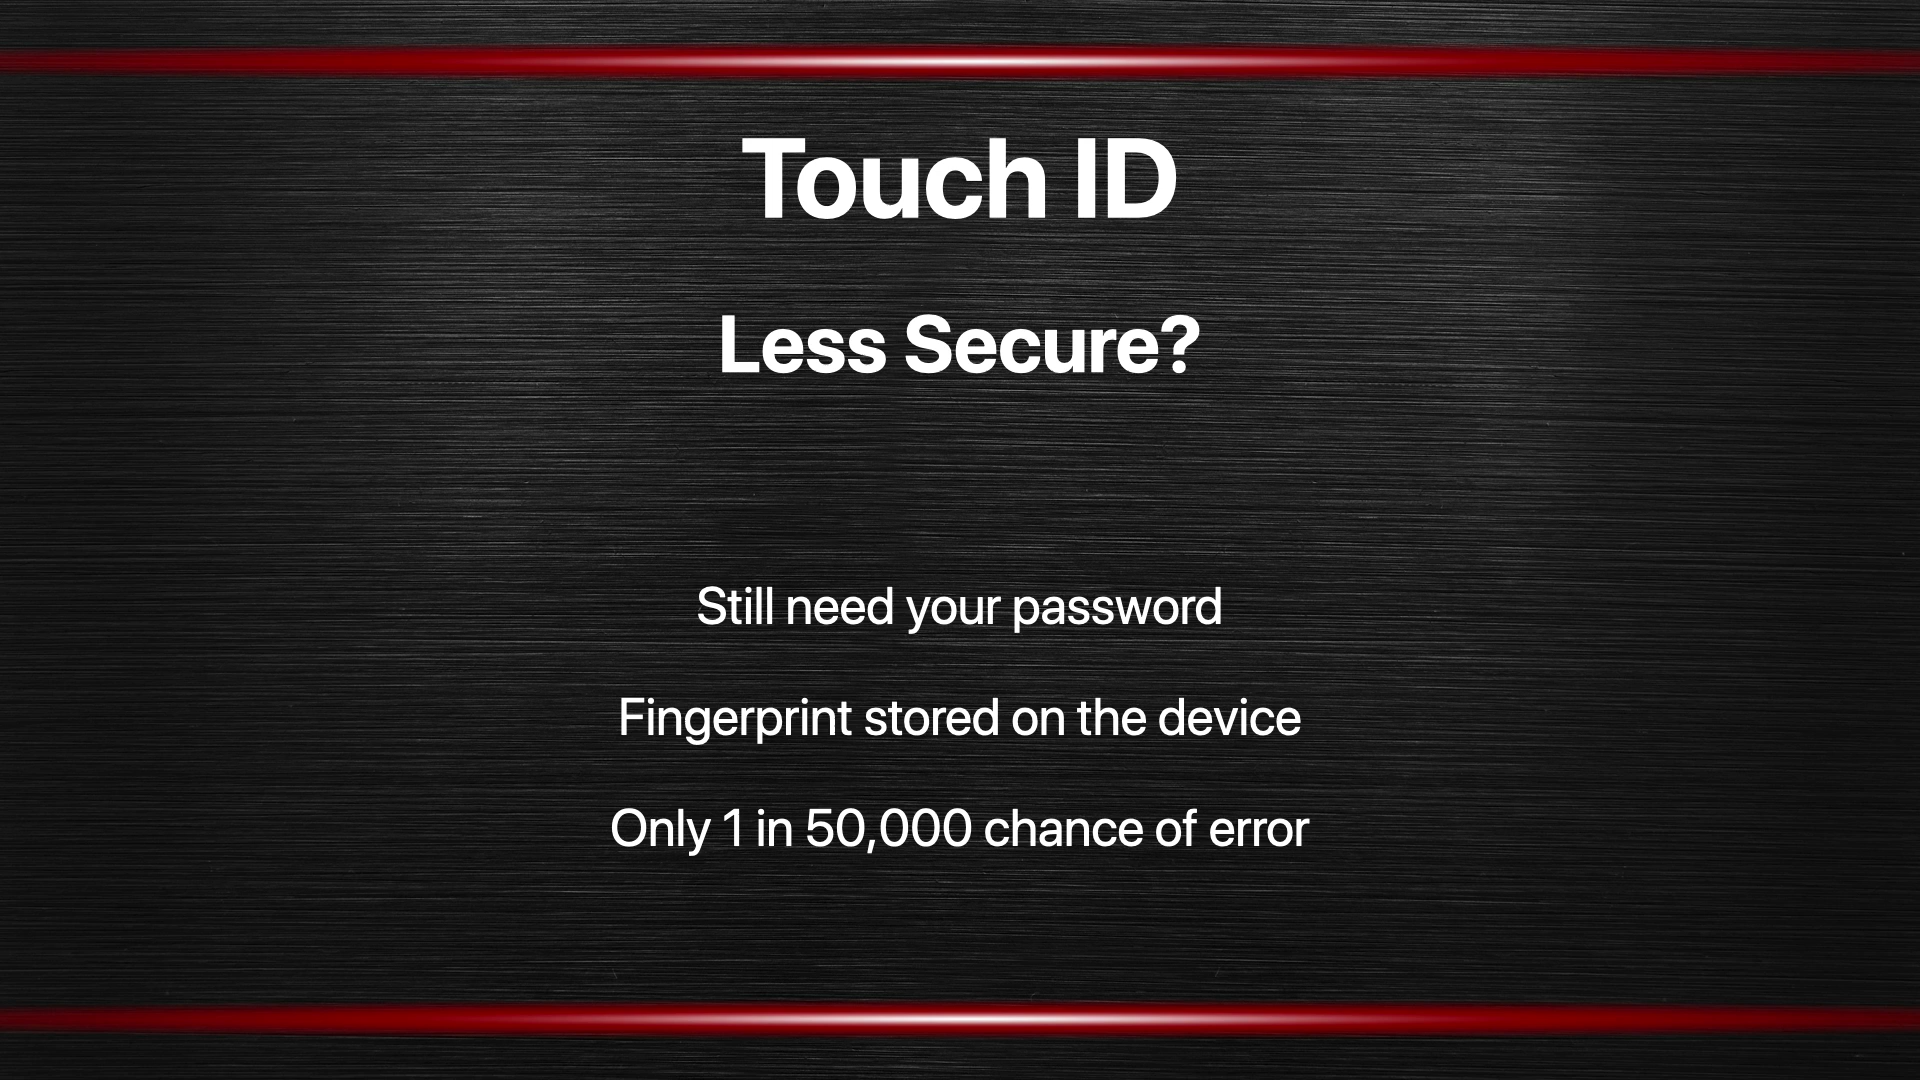 Touch ID
Less Secure?
Still need your password
Fingerprint stored on the device
Only 1 in 50,000 chance of error